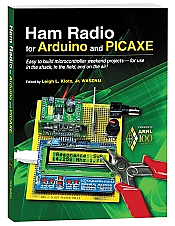 Ham Radio
for Arduino and PICAXE
Easy to build microcontroller weekend projects—for use
in the shack, in the field, and on the air!
Edited by Leigh L. Klotz, Jr, WA5ZNU
ARRL
100
Ham Radio for Arduino and PICAXE